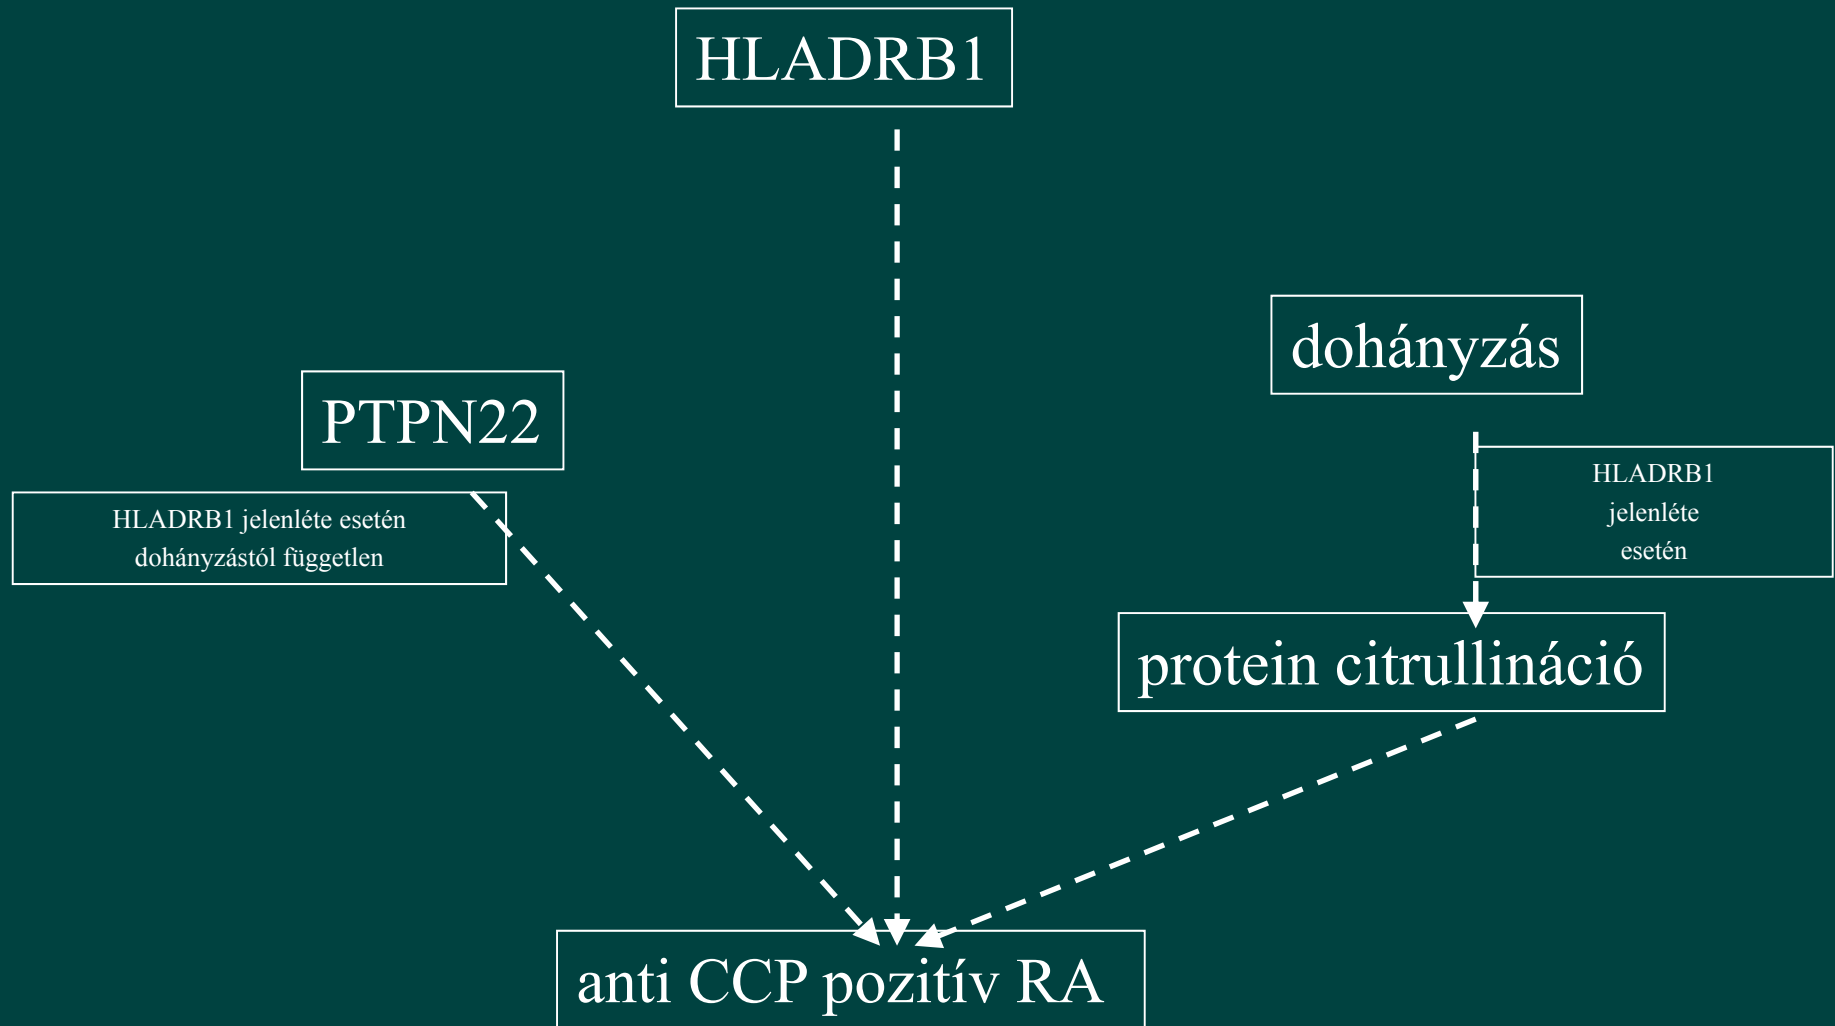 HLADRB1
dohányzás
PTPN22
HLADRB1 jelenléte esetén
dohányzástól független
HLADRB1
jelenléte
esetén
protein citrullináció
anti CCP pozitív RA